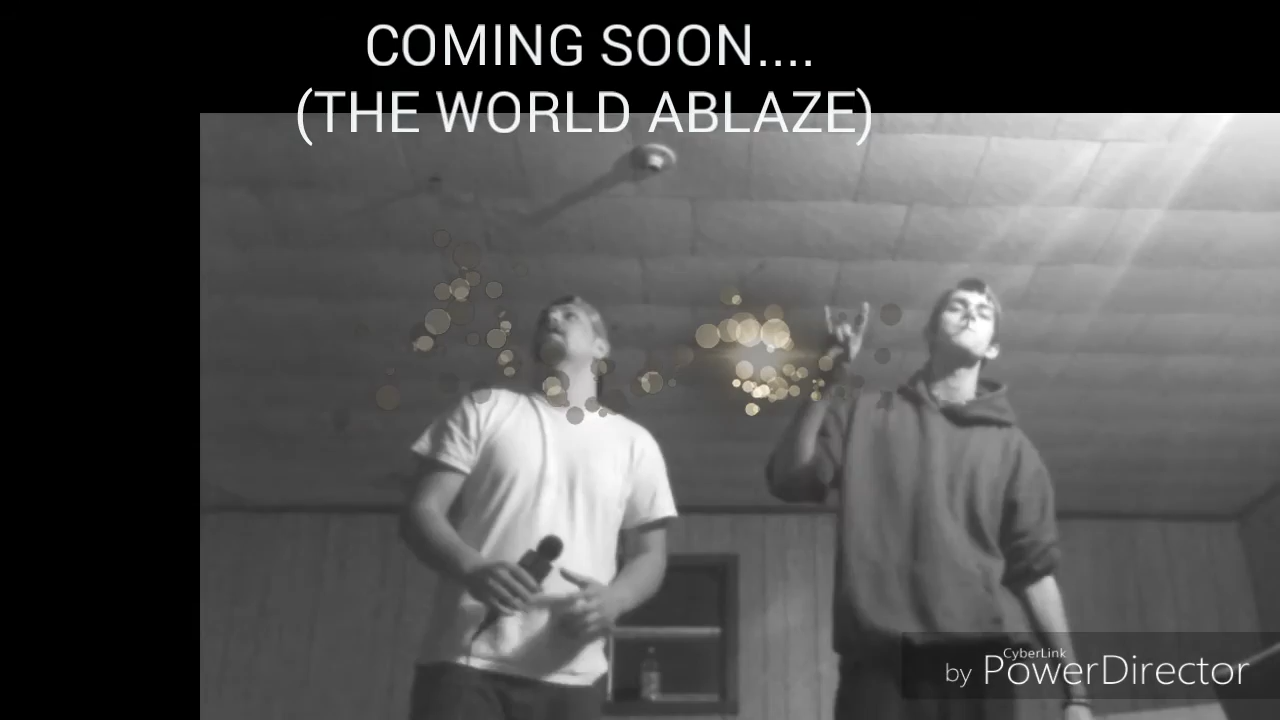 COMING SOON....
(THE WORLD ABLAZE)
CyberLink
by PowerDirector